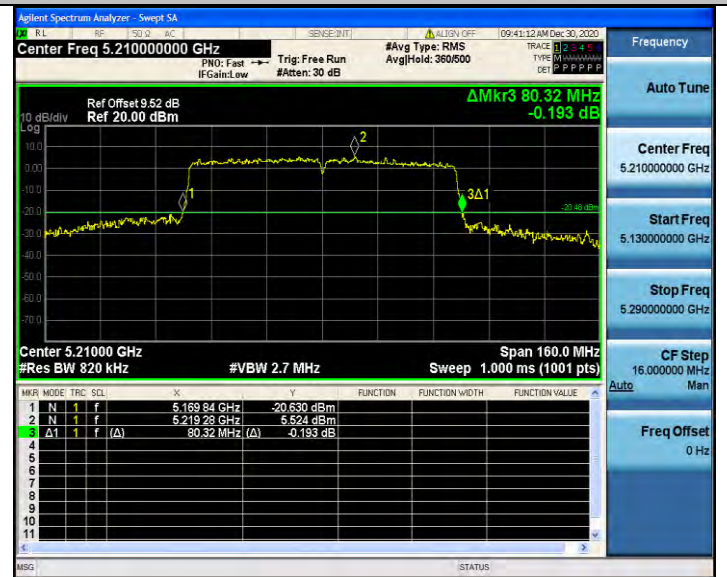 Agilent Spectrum Analyzer - Swept SA
RL RF 50 Ω AC SENSE:INT ALIGN OFF 09:41:12 AM Dec 30, 2020
Center Freq 5.210000000 GHz #Avg Type: RMS TRACE 1 2 3 4 5 6
PNO: Fast Trig: Free Run Avg|Hold: 360/500 TYPE M
IFGain:Low #Atten: 30 dB DET P P P P P P
Ref Offset 9.52 dB ΔMkr3 80.32 MHz
10 dB/div Ref 20.00 dBm -0.193 dB
Log
10.0
0.00
-10.0
-20.0
-30.0
-40.0
-50.0
-60.0
-70.0
2
1
3Δ1
-20.48 dBm
Center 5.21000 GHz Span 160.0 MHz
#Res BW 820 kHz #VBW 2.7 MHz Sweep 1.000 ms (1001 pts)
MKR MODE TRC SCL X Y FUNCTION FUNCTION WIDTH FUNCTION VALUE
1 N 1 f 5.169 84 GHz -20.630 dBm
2 N 1 f 5.219 28 GHz 5.524 dBm
3 Δ1 1 f (Δ) 80.32 MHz (Δ) -0.193 dB
4
5
6
7
8
9
10
11
MSG STATUS
Frequency
Auto Tune
Center Freq
5.210000000 GHz
Start Freq
5.130000000 GHz
Stop Freq
5.290000000 GHz
CF Step
16.000000 MHz
Auto Man
Freq Offset
0 Hz